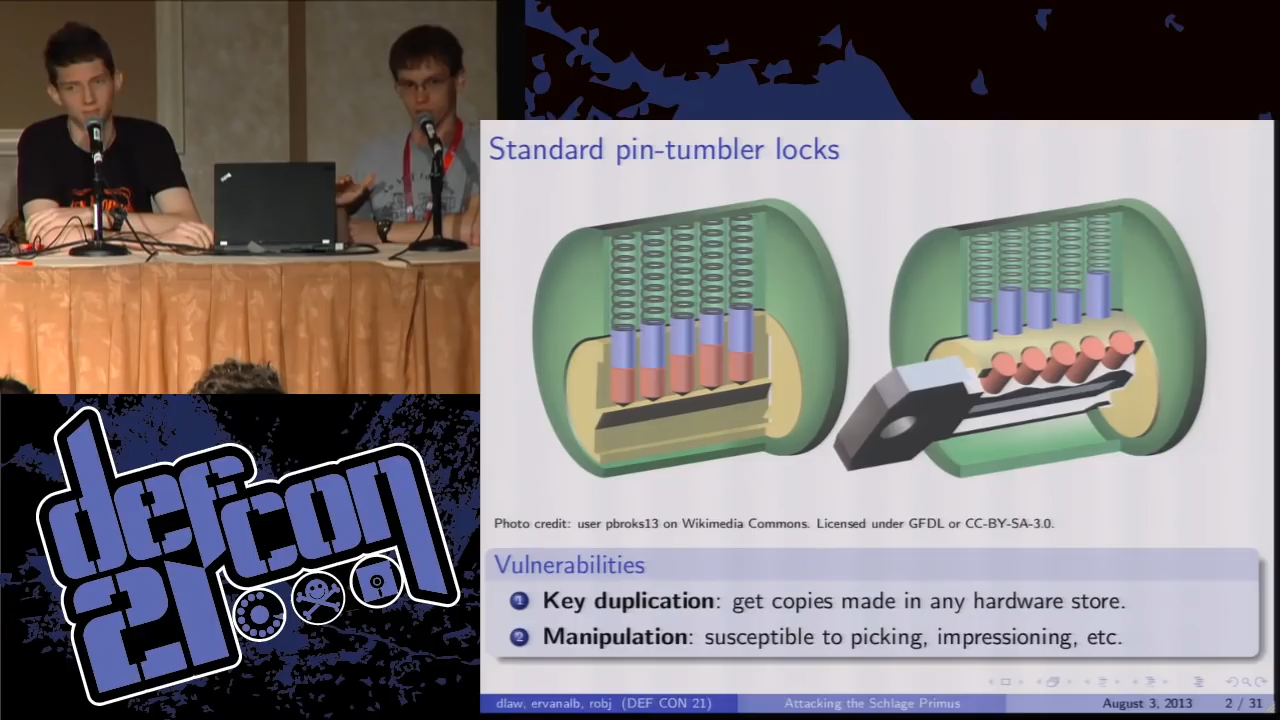 Standard pin-tumbler locks
Photo credit: user pbroks13 on Wikimedia Commons. Licensed under GFDL or CC-BY-SA-3.0.
Vulnerabilities
1 Key duplication: get copies made in any hardware store.
2 Manipulation: susceptible to picking, impressioning, etc.
dlaw, ervanalb, robj (DEF CON 21) Attacking the Schlage Primus August 3, 2013 2 / 31
defcon
21